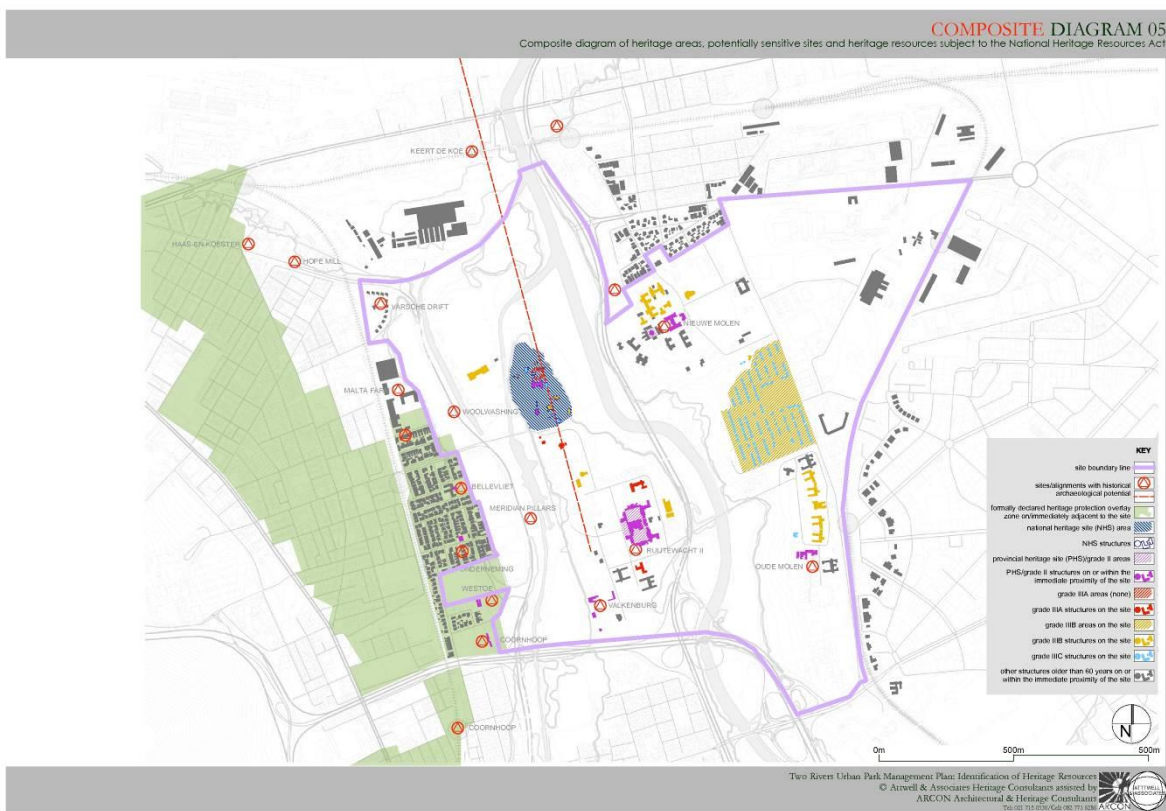 COMPOSITE DIAGRAM 05
Composite diagram of heritage areas, potentially sensitive sites and heritage resources subject to the National Heritage Resources Act
KEERT DE KOE
HAAS-EN-KOESTER
HOPE MILL
VARSCHE DRIFT
NIEUWE MOLEN
MALTA FARM
WOOLWASHING
BELLEVLIET
MERIDIAN PILLARS
RUIJTEWACHT II
ONDERNEMING
OUDE MOLEN
WESTOE
VALKENBURG
COORNHOOP
COORNHOOP
KEY
site boundary line
sites/alignments with historical
archaeological potential
formally declared heritage protection overlay
zone on/immediately adjacent to the site
national heritage site (NHS) area
NHS structures
provincial heritage site (PHS)/grade II areas
PHS/grade II structures on or within the
immediate proximity of the site
grade IIIA areas (none)
grade IIIA structures on the site
grade IIIB areas on the site
grade IIIB structures on the site
grade IIIC structures on the site
other structures older than 60 years on or
within the immediate proximity of the site
N
0m 500m 500m
Two Rivers Urban Park Management Plan: Identification of Heritage Resources
© Attwell & Associates Heritage Consultants assisted by
ARCON Architectural & Heritage Consultants
ARCON
ATTWELL
&ASSOCIATES